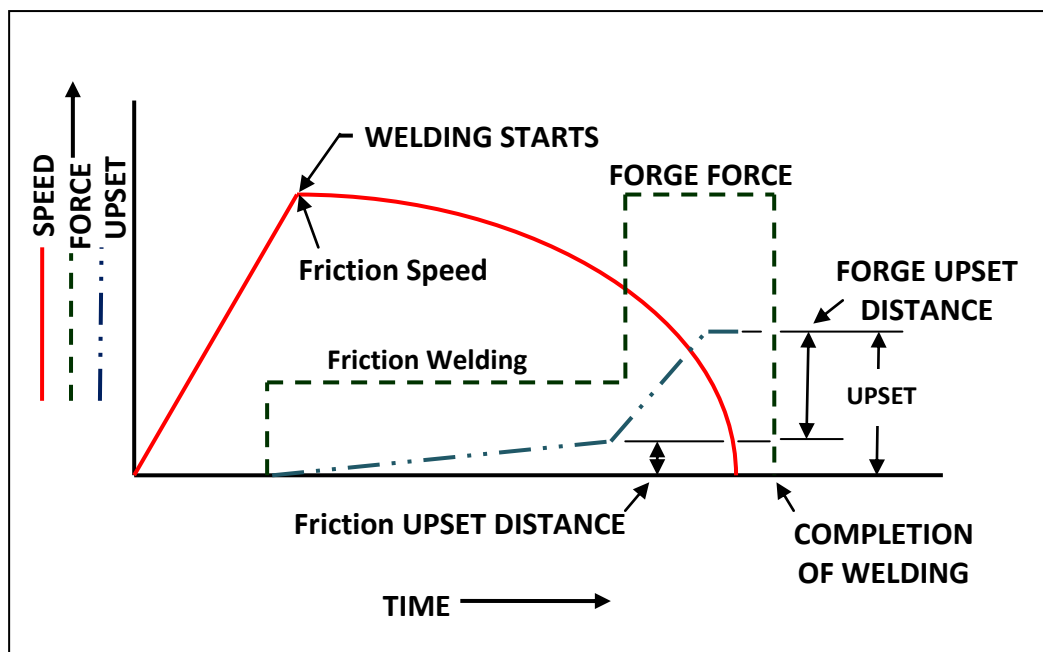 SPEED
FORCE
UPSET
WELDING STARTS
FORGE FORCE
Friction Speed
FORGE UPSET
DISTANCE
Friction Welding
UPSET
Friction UPSET DISTANCE
COMPLETION
OF WELDING
TIME